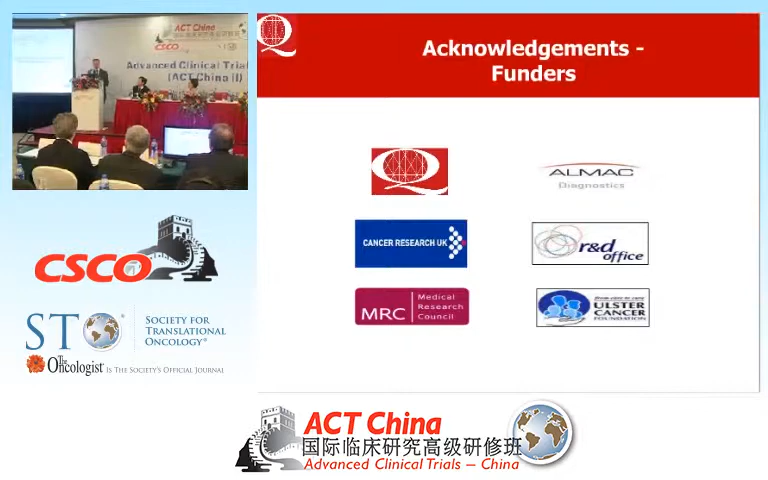 ACT China
CSCO
Advanced Clinical Trial
(ACT China II)
Acknowledgements -
Funders
Q
Q
ALMAC
Diagnostics
CANCER RESEARCH UK
r&d
office
MRC
Medical
Research
Council
ULSTER
CANCER
FOUNDATION
CSCO
STO
SOCIETY FOR
TRANSLATIONAL
ONCOLOGY®
The Oncologist® IS THE SOCIETY'S OFFICIAL JOURNAL
ACT China
国际临床研究高级研修班
Advanced Clinical Trials – China